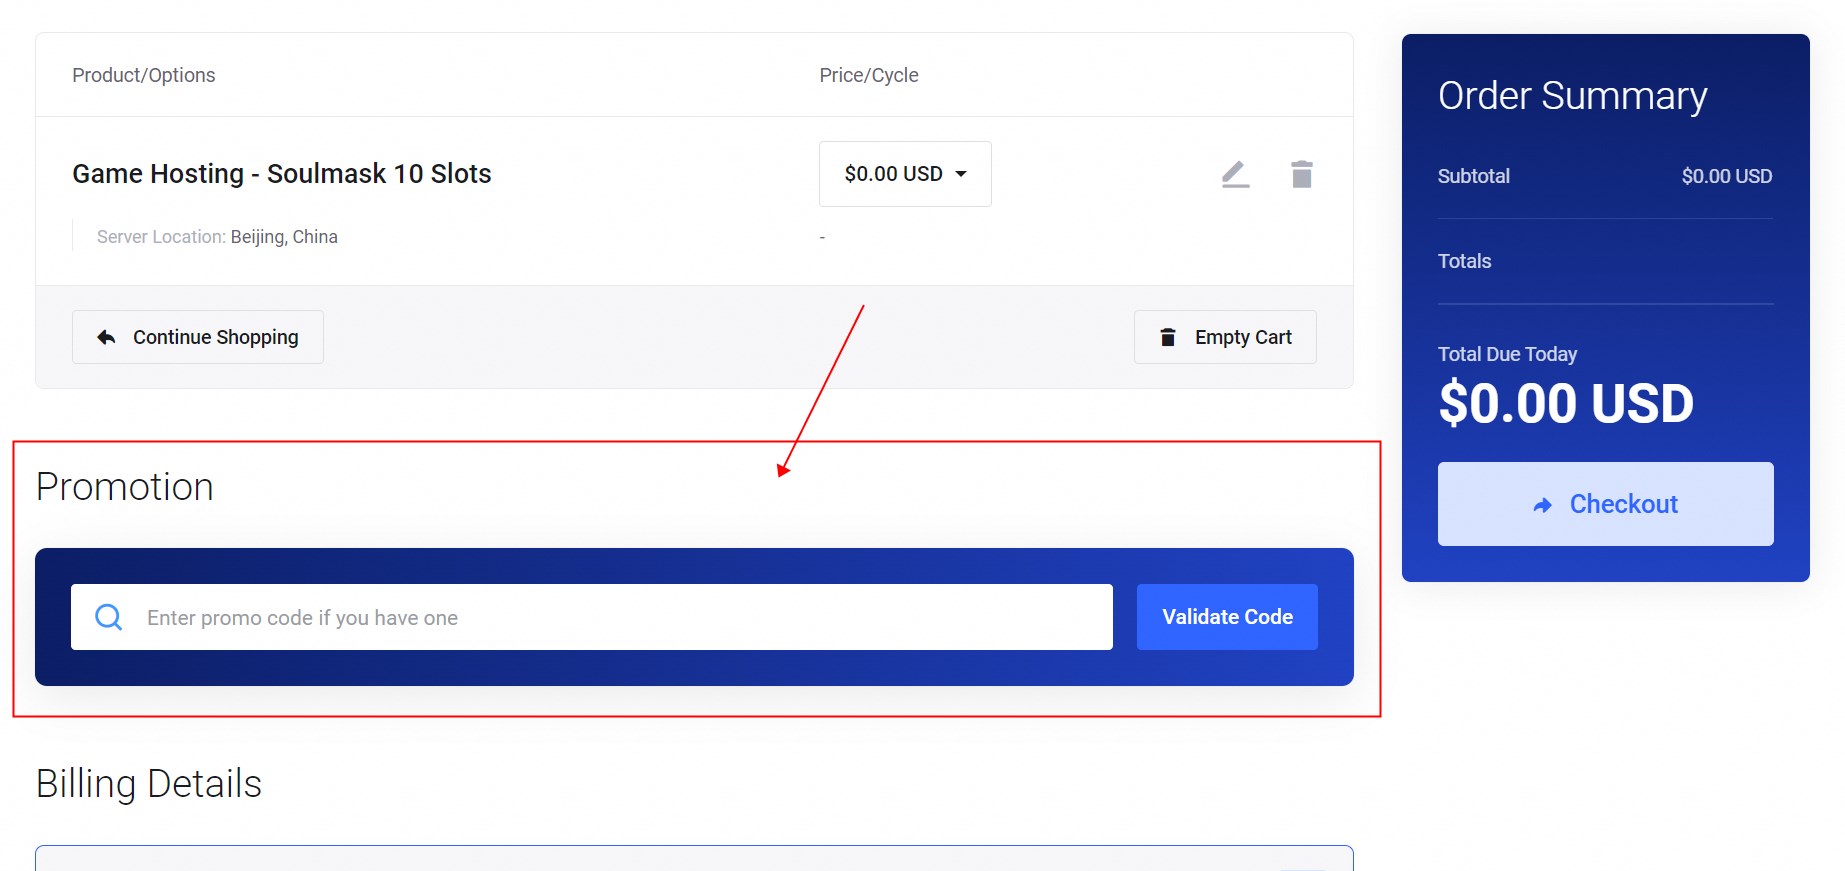 Product/Options Price/Cycle
Game Hosting - Soulmask 10 Slots $0.00 USD
Server Location: Beijing, China -
Continue Shopping Empty Cart
Promotion
Enter promo code if you have one Validate Code
Billing Details
Order Summary
Subtotal $0.00 USD
Totals
Total Due Today
$0.00 USD
Checkout